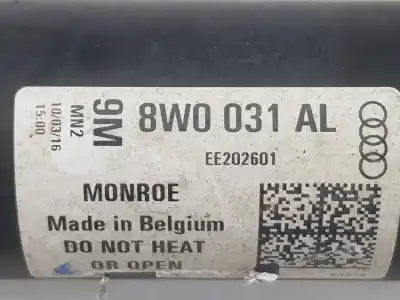 9M
MN2
10/03/16
15:00
8W0 031 AL
EE202601
MONROE
Made in Belgium
DO NOT HEAT
OR OPEN